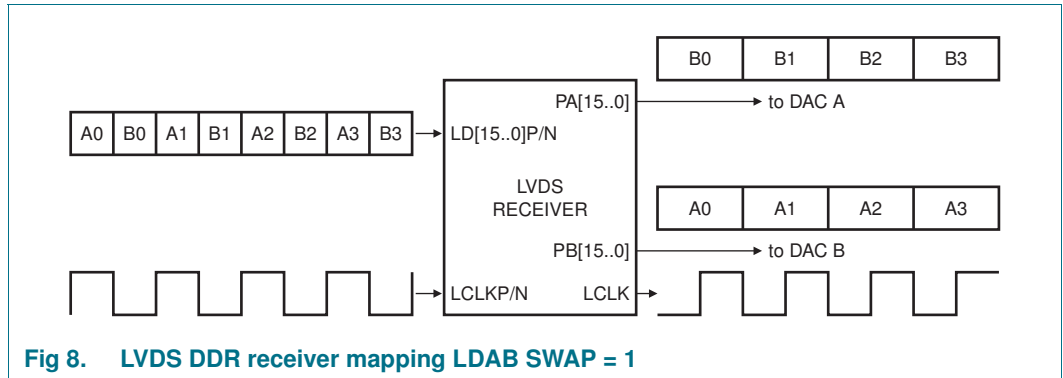 B0 B1 B2 B3
PA[15..0] to DAC A
A0 B0 A1 B1 A2 B2 A3 B3 LD[15..0]P/N
LVDS
RECEIVER
A0 A1 A2 A3
PB[15..0] to DAC B
LCLKP/N LCLK
Fig 8. LVDS DDR receiver mapping LDAB SWAP = 1